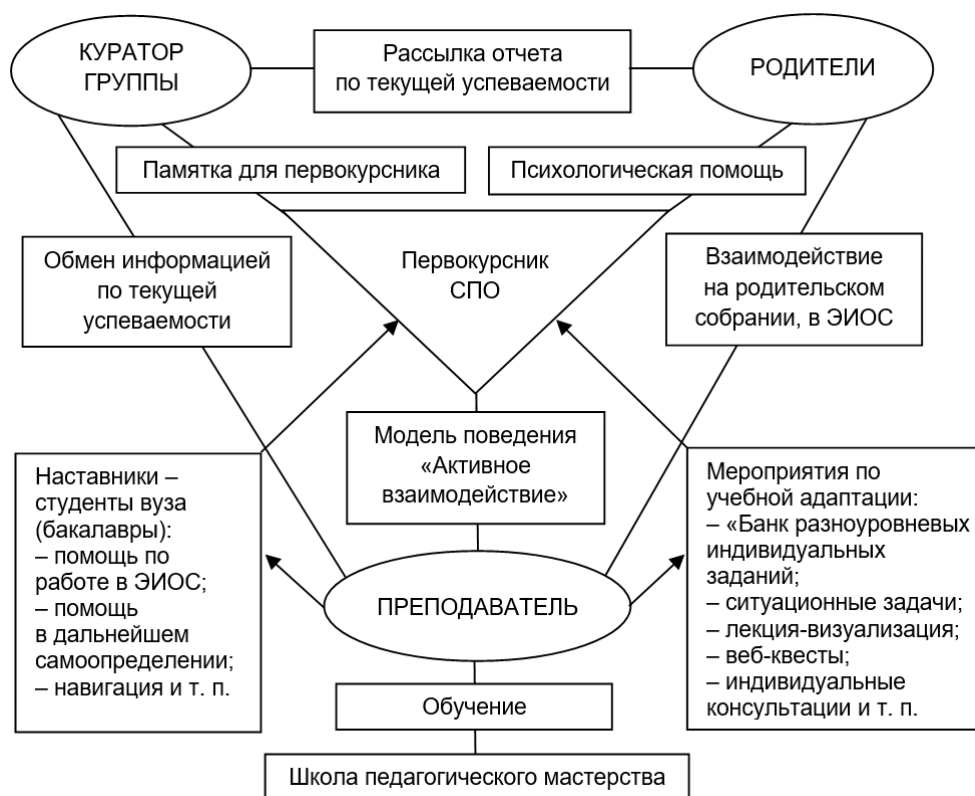 КУРАТОР
ГРУППЫ
Рассылка отчета
по текущей успеваемости
РОДИТЕЛИ
Памятка для первокурсника
Психологическая помощь
Обмен информацией
по текущей
успеваемости
Первокурсник
СПО
Взаимодействие
на родительском
собрании, в ЭИОС
Модель поведения
«Активное
взаимодействие»
Наставники –
студенты вуза
(бакалавры):
– помощь по
работе в ЭИОС;
– помощь
в дальнейшем
самоопределении;
– навигация и т. п.
Мероприятия по
учебной адаптации:
– «Банк разноуровневых
индивидуальных
заданий;
– ситуационные задачи;
– лекция-визуализация;
– веб-квесты;
– индивидуальные
консультации и т. п.
ПРЕПОДАВАТЕЛЬ
Обучение
Школа педагогического мастерства